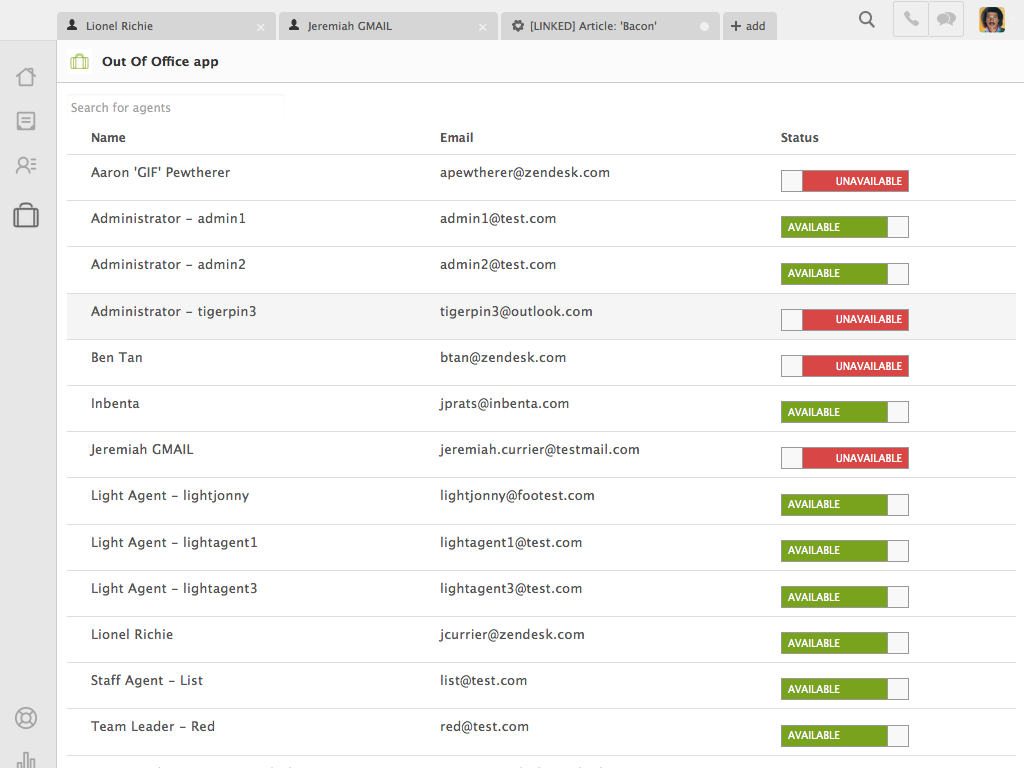 Lionel Richie Jeremiah GMAIL [LINKED] Article: 'Bacon' + add
Out Of Office app
Search for agents
Name Email Status
Aaron 'GIF' Pewtherer apewtherer@zendesk.com UNAVAILABLE
Administrator - admin1 admin1@test.com AVAILABLE
Administrator - admin2 admin2@test.com AVAILABLE
Administrator - tigerpin3 tigerpin3@outlook.com UNAVAILABLE
Ben Tan btan@zendesk.com UNAVAILABLE
Inbenta jprats@inbenta.com AVAILABLE
Jeremiah GMAIL jeremiah.currier@testmail.com UNAVAILABLE
Light Agent - lightjonny lightjonny@footest.com AVAILABLE
Light Agent - lightagent1 lightagent1@test.com AVAILABLE
Light Agent - lightagent3 lightagent3@test.com AVAILABLE
Lionel Richie jcurrier@zendesk.com AVAILABLE
Staff Agent - List list@test.com AVAILABLE
Team Leader - Red red@test.com AVAILABLE